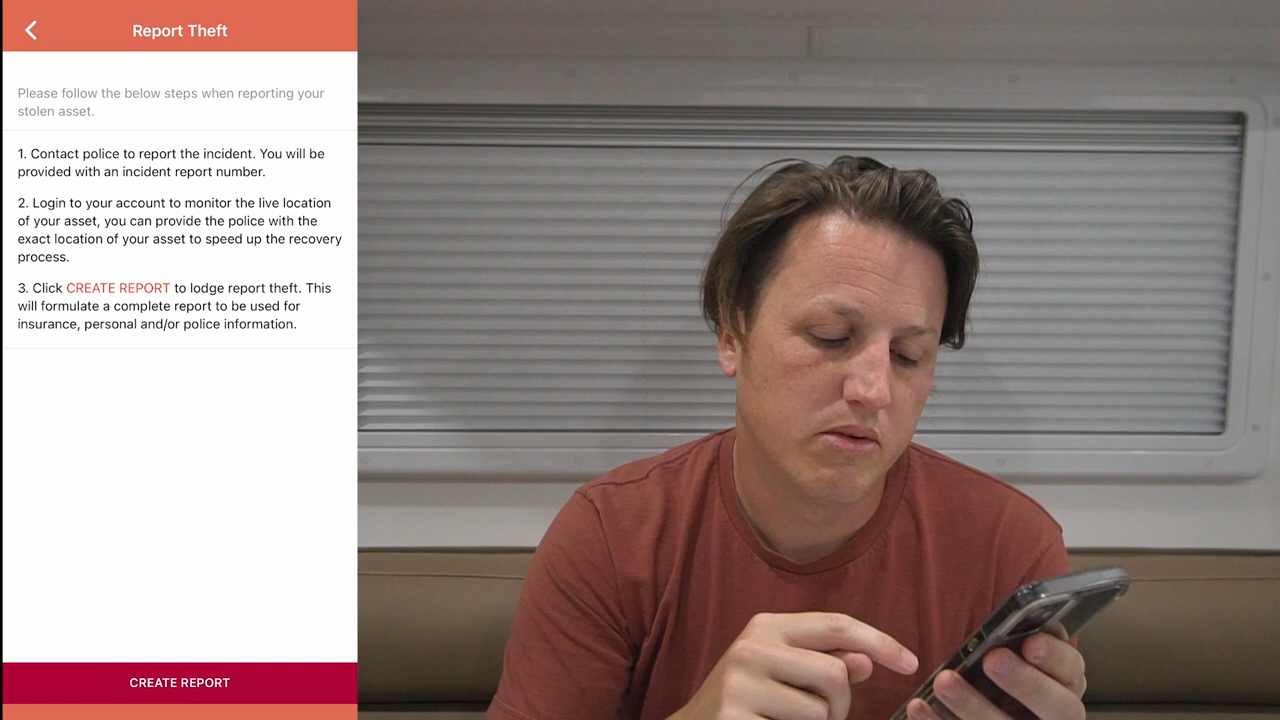 Report Theft
Please follow the below steps when reporting your
stolen asset.
1. Contact police to report the incident. You will be
provided with an incident report number.
2. Login to your account to monitor the live location
of your asset, you can provide the police with the
exact location of your asset to speed up the recovery
process.
3. Click CREATE REPORT to lodge report theft. This
will formulate a complete report to be used for
insurance, personal and/or police information.
CREATE REPORT